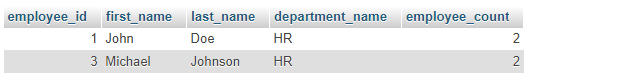 employee_id first_name last_name department_name employee_count
1 John Doe HR 2
3 Michael Johnson HR 2